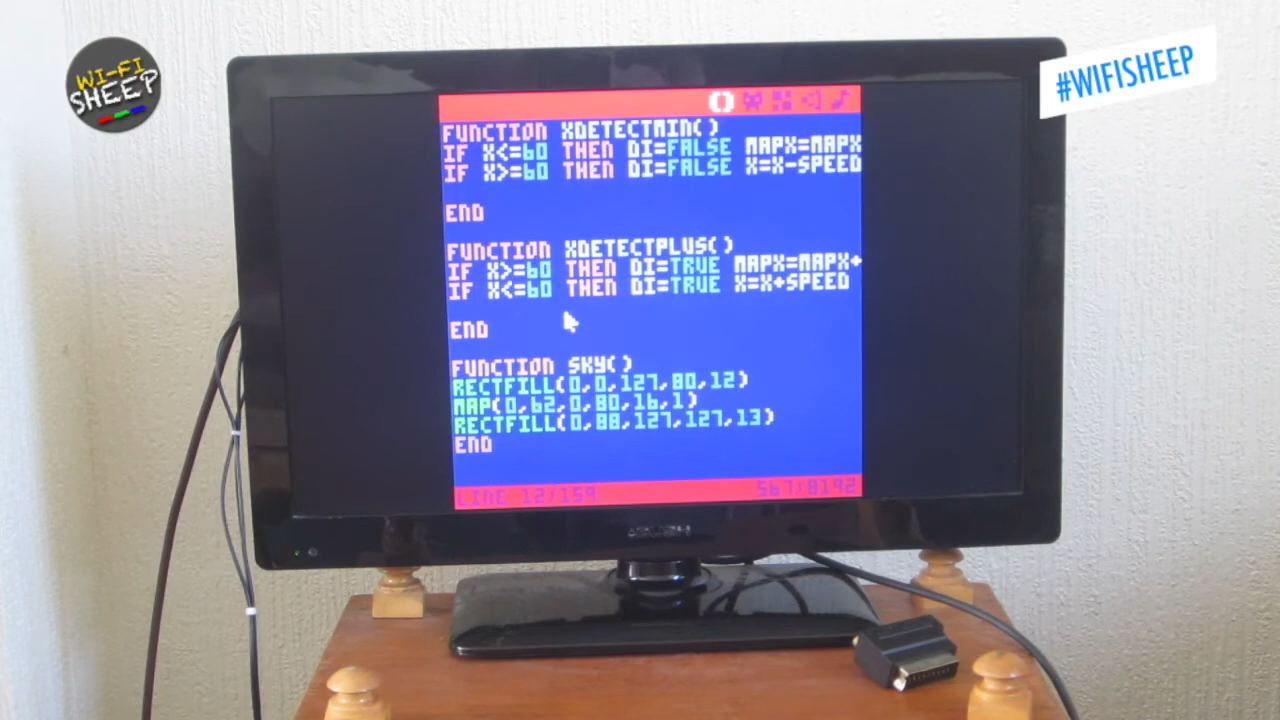 WI-FI
SHEEP
#WIFISHEEP
FUNCTION XDETECTMIN()
IF X<=60 THEN DI=FALSE MAPX=MAPX
IF X>=60 THEN DI=FALSE X=X-SPEED
END
FUNCTION XDETECTPLUS()
IF X>=60 THEN DI=TRUE MAPX=MAPX+
IF X<=60 THEN DI=TRUE X=X+SPEED
END
FUNCTION SKY()
RECTFILL(0,0,127,80,12)
MAP(0,62,0,80,16,1)
RECTFILL(0,88,127,127,13)
END
LINE 12/159
567/8192